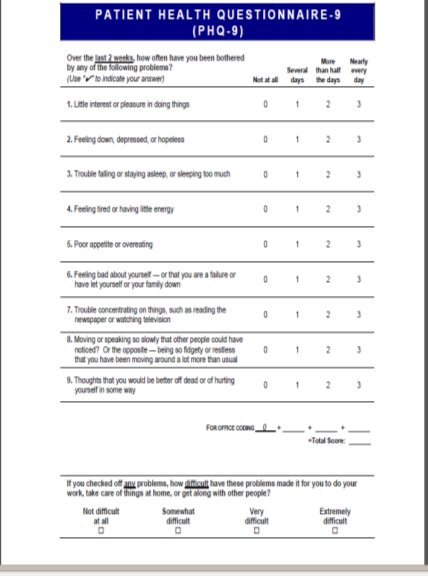 PATIENT HEALTH QUESTIONNAIRE-9
(PHQ-9)
Over the last 2 weeks, how often have you been bothered
by any of the following problems?
(Use "✔" to indicate your answer)
Not at all
Several
days
More
than half
the days
Nearly
every
day
1. Little interest or pleasure in doing things 0 1 2 3
2. Feeling down, depressed, or hopeless 0 1 2 3
3. Trouble falling or staying asleep, or sleeping too much 0 1 2 3
4. Feeling tired or having little energy 0 1 2 3
5. Poor appetite or overeating 0 1 2 3
6. Feeling bad about yourself — or that you are a failure or
have let yourself or your family down 0 1 2 3
7. Trouble concentrating on things, such as reading the
newspaper or watching television 0 1 2 3
8. Moving or speaking so slowly that other people could have
noticed? Or the opposite — being so fidgety or restless 0 1 2 3
that you have been moving around a lot more than usual
9. Thoughts that you would be better off dead or of hurting
yourself in some way 0 1 2 3
FOR OFFICE CODING 0 + ______ + ______ + ______
=Total Score: ______
If you checked off any problems, how difficult have these problems made it for you to do your
work, take care of things at home, or get along with other people?
Not difficult
at all
☐
Somewhat
difficult
☐
Very
difficult
☐
Extremely
difficult
☐